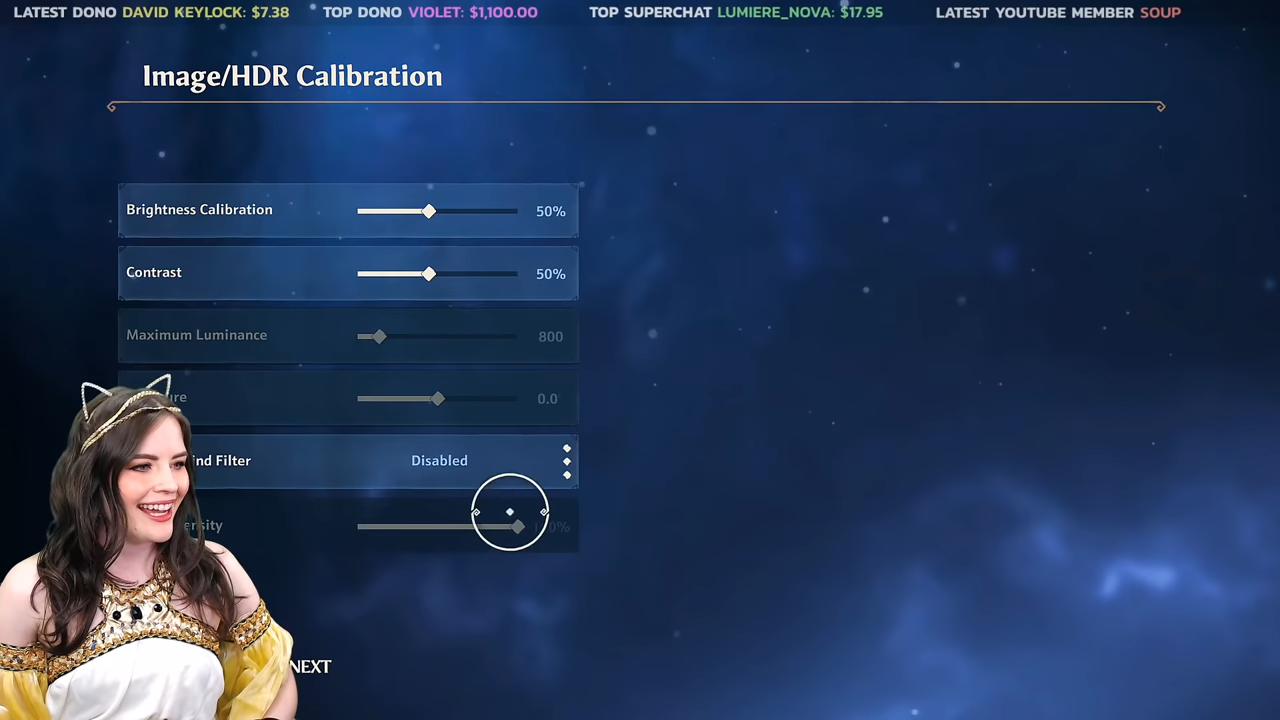 LATEST DONO DAVID KEYLOCK: $7.38 TOP DONO VIOLET: $1,100.00 TOP SUPERCHAT LUMIERE_NOVA: $17.95 LATEST YOUTUBE MEMBER SOUP
Image/HDR Calibration
Brightness Calibration 50%
Contrast 50%
Maximum Luminance 800
0.0
Filter Disabled
NEXT